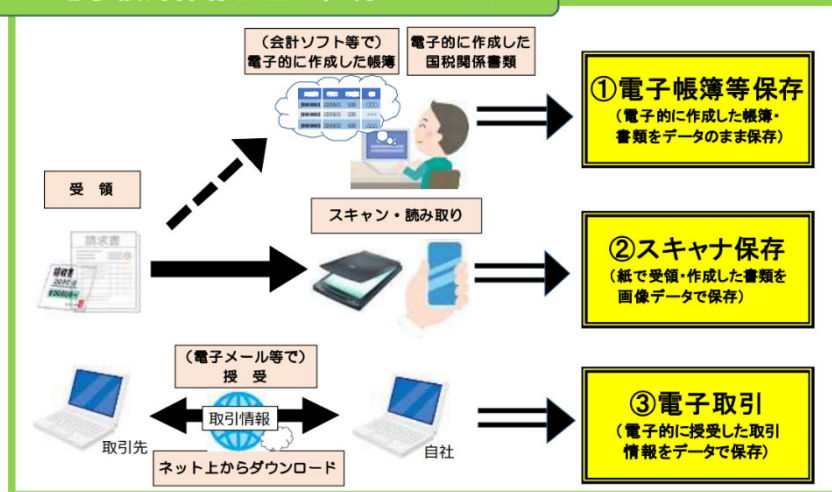 (会計ソフト等で)
電子的に作成した帳簿
電子的に作成した
国税関係書類
①電子帳簿等保存
(電子的に作成した帳簿・
書類をデータのまま保存)
受 領
請求書
領収書
スキャン・読み取り
②スキャナ保存
(紙で受領・作成した書類を
画像データで保存)
(電子メール等で)
授 受
取引情報
取引先
自社
ネット上からダウンロード
③電子取引
(電子的に授受した取引
情報をデータで保存)